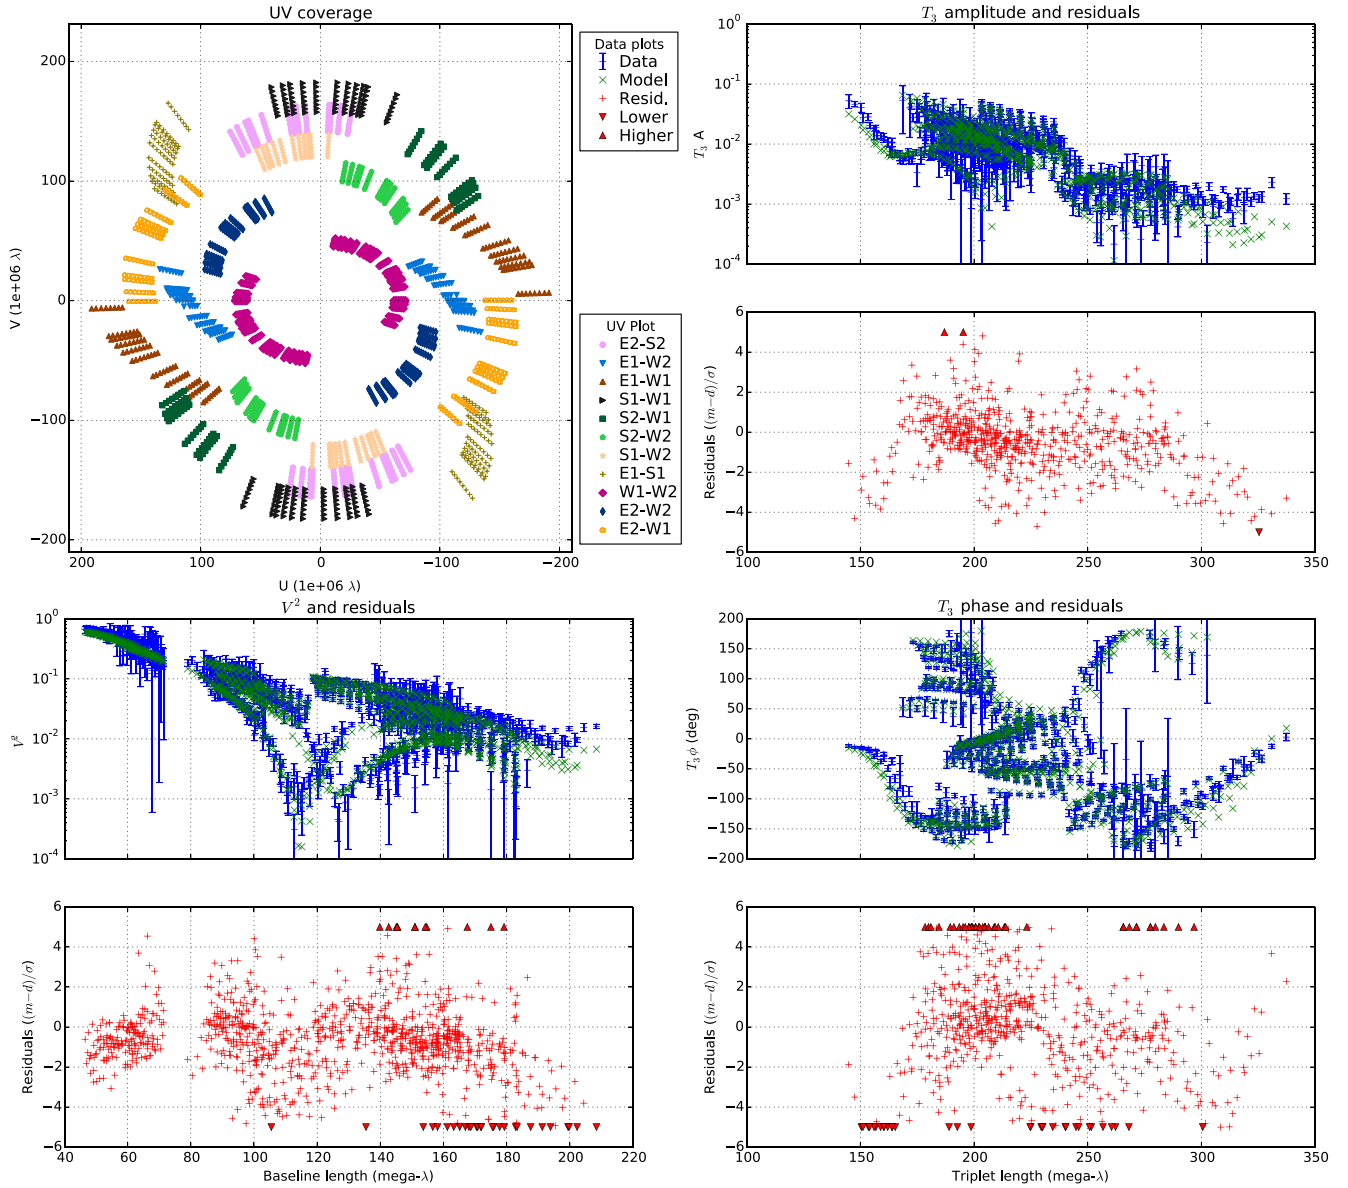 UV coverage
200
100
0
−100
−200
V (1e+06 λ)
200
100
0
−100
−200
U (1e+06 λ)
Data plots
Data
Model
Resid.
Lower
Higher
UV Plot
E2-S2
E1-W2
E1-W1
S1-W1
S2-W1
S2-W2
S1-W2
E1-S1
W1-W2
E2-W2
E2-W1
T3 amplitude and residuals
10^0
10^-1
10^-2
10^-3
10^-4
T3 A
6
4
2
0
−2
−4
−6
Residuals ((m−d)/σ)
100
150
200
250
300
350
V^2 and residuals
10^0
10^-1
10^-2
10^-3
10^-4
V^2
6
4
2
0
−2
−4
−6
Residuals ((m−d)/σ)
40
60
80
100
120
140
160
180
200
220
Baseline length (mega-λ)
T3 phase and residuals
200
150
100
50
0
−50
−100
−150
−200
T3 ϕ (deg)
6
4
2
0
−2
−4
−6
Residuals ((m−d)/σ)
100
150
200
250
300
350
Triplet length (mega-λ)